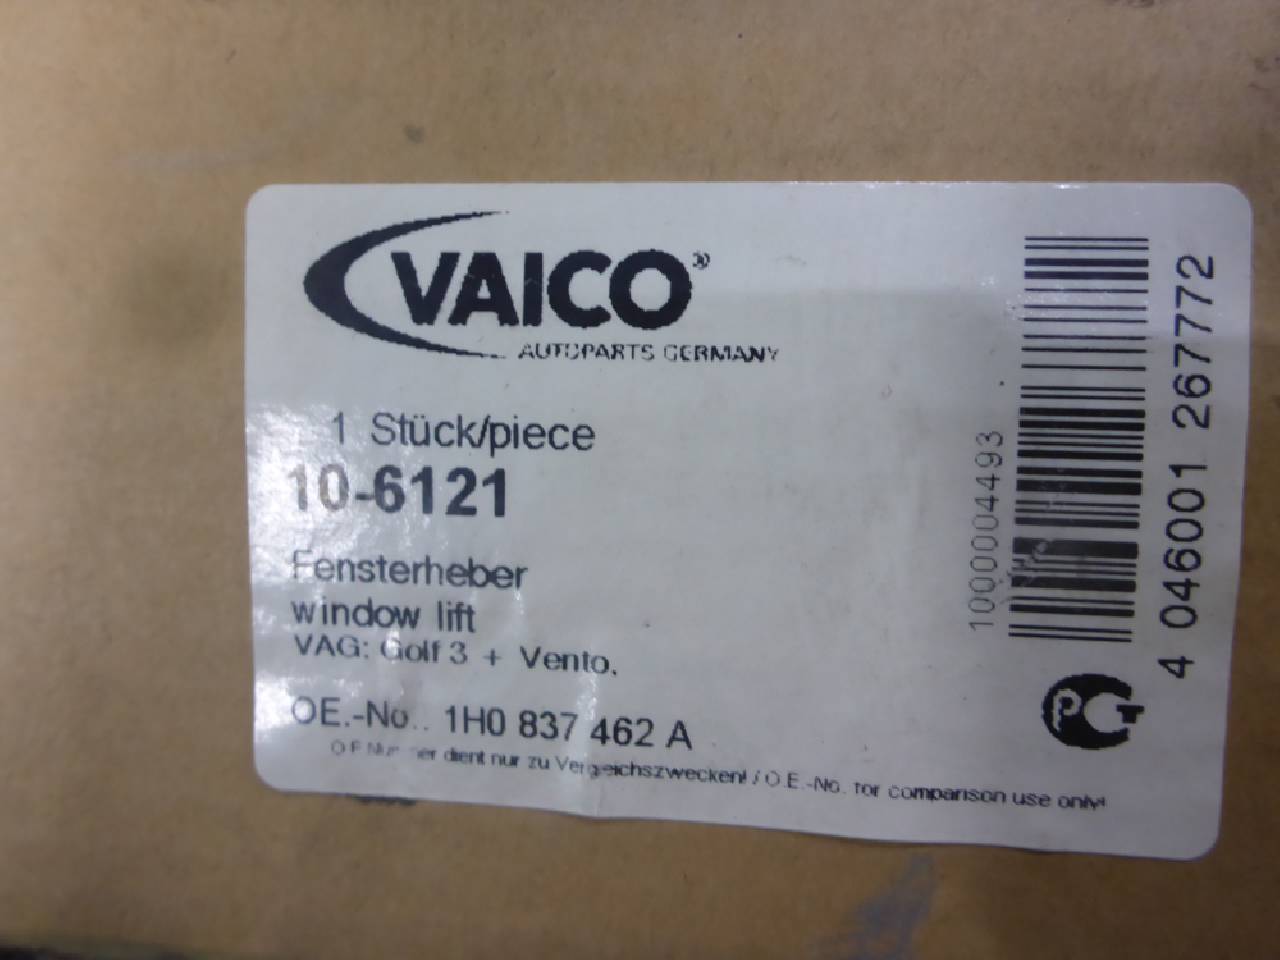 VAICO®
AUTOPARTS GERMANY
1 Stück/piece
10-6121
Fensterheber
window lift
VAG: Golf 3 + Vento.
OE.-No.. 1H0 837 462 A
nur zu Vergleichszwecken! / O.E.-No. for comparison use only!
1000004493
4 046001 267772